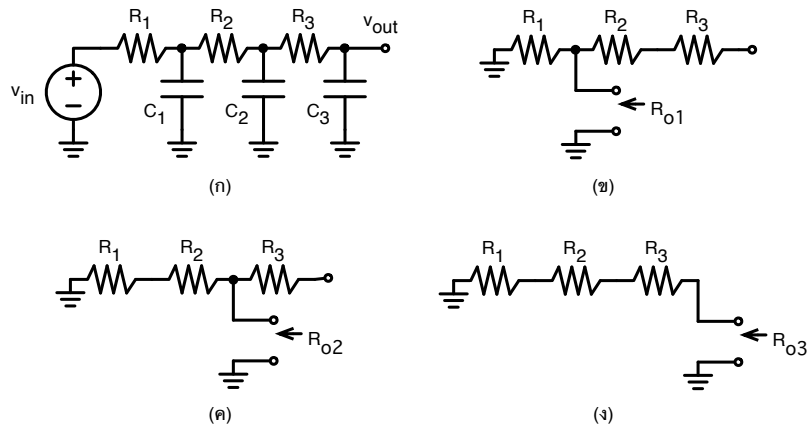 R1 R2 R3 vout
vin + −
C1 C2 C3
(ก)
R1 R2 R3
Ro1
(ข)
R1 R2 R3
Ro2
(ค)
R1 R2 R3
Ro3
(ง)